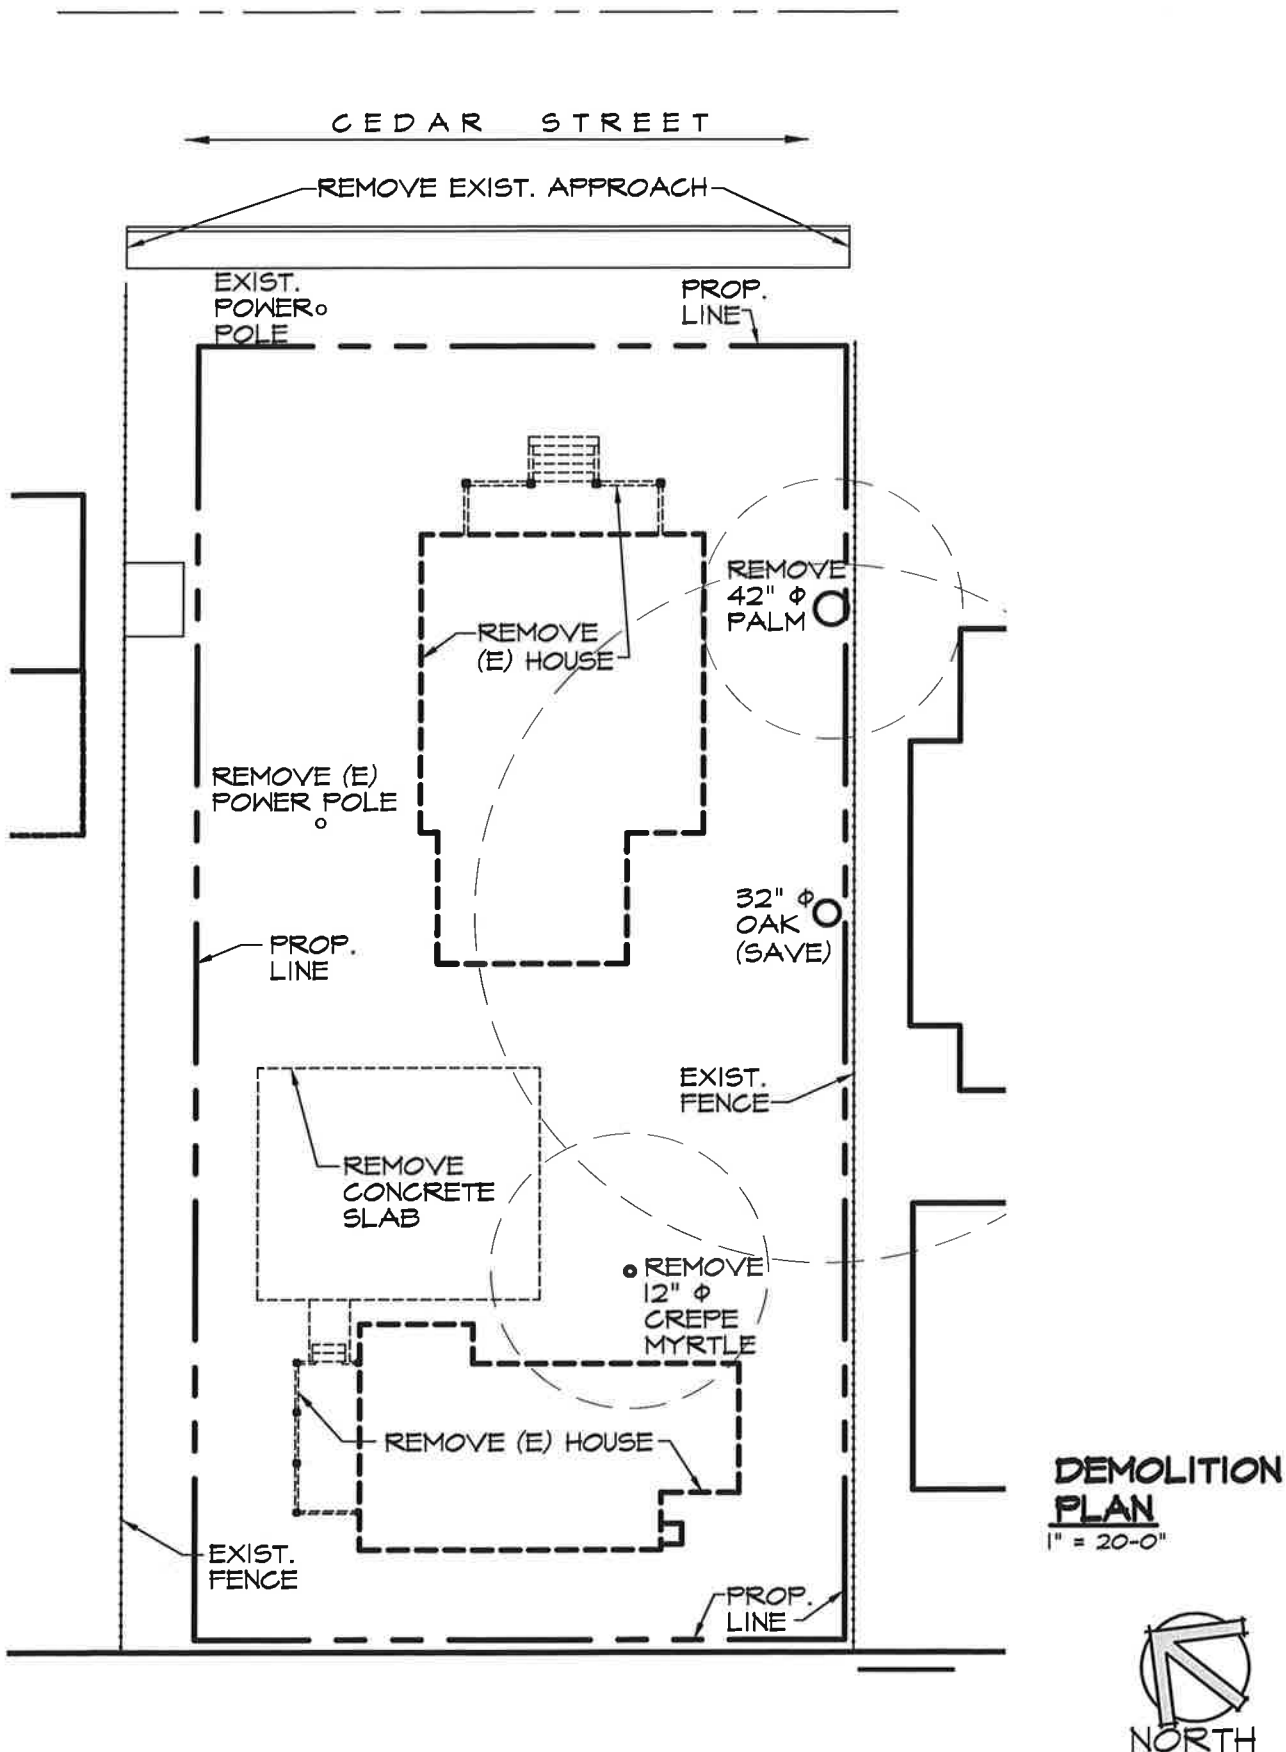 CEDAR STREET
REMOVE EXIST. APPROACH
EXIST.
POWER
POLE
PROP.
LINE
REMOVE
42" ϕ
PALM
REMOVE
(E) HOUSE
REMOVE (E)
POWER POLE
32" ϕ
OAK
(SAVE)
PROP.
LINE
EXIST.
FENCE
REMOVE
CONCRETE
SLAB
REMOVE
12" ϕ
CREPE
MYRTLE
REMOVE (E) HOUSE
EXIST.
FENCE
PROP.
LINE
DEMOLITION
PLAN
1" = 20-0"
NORTH